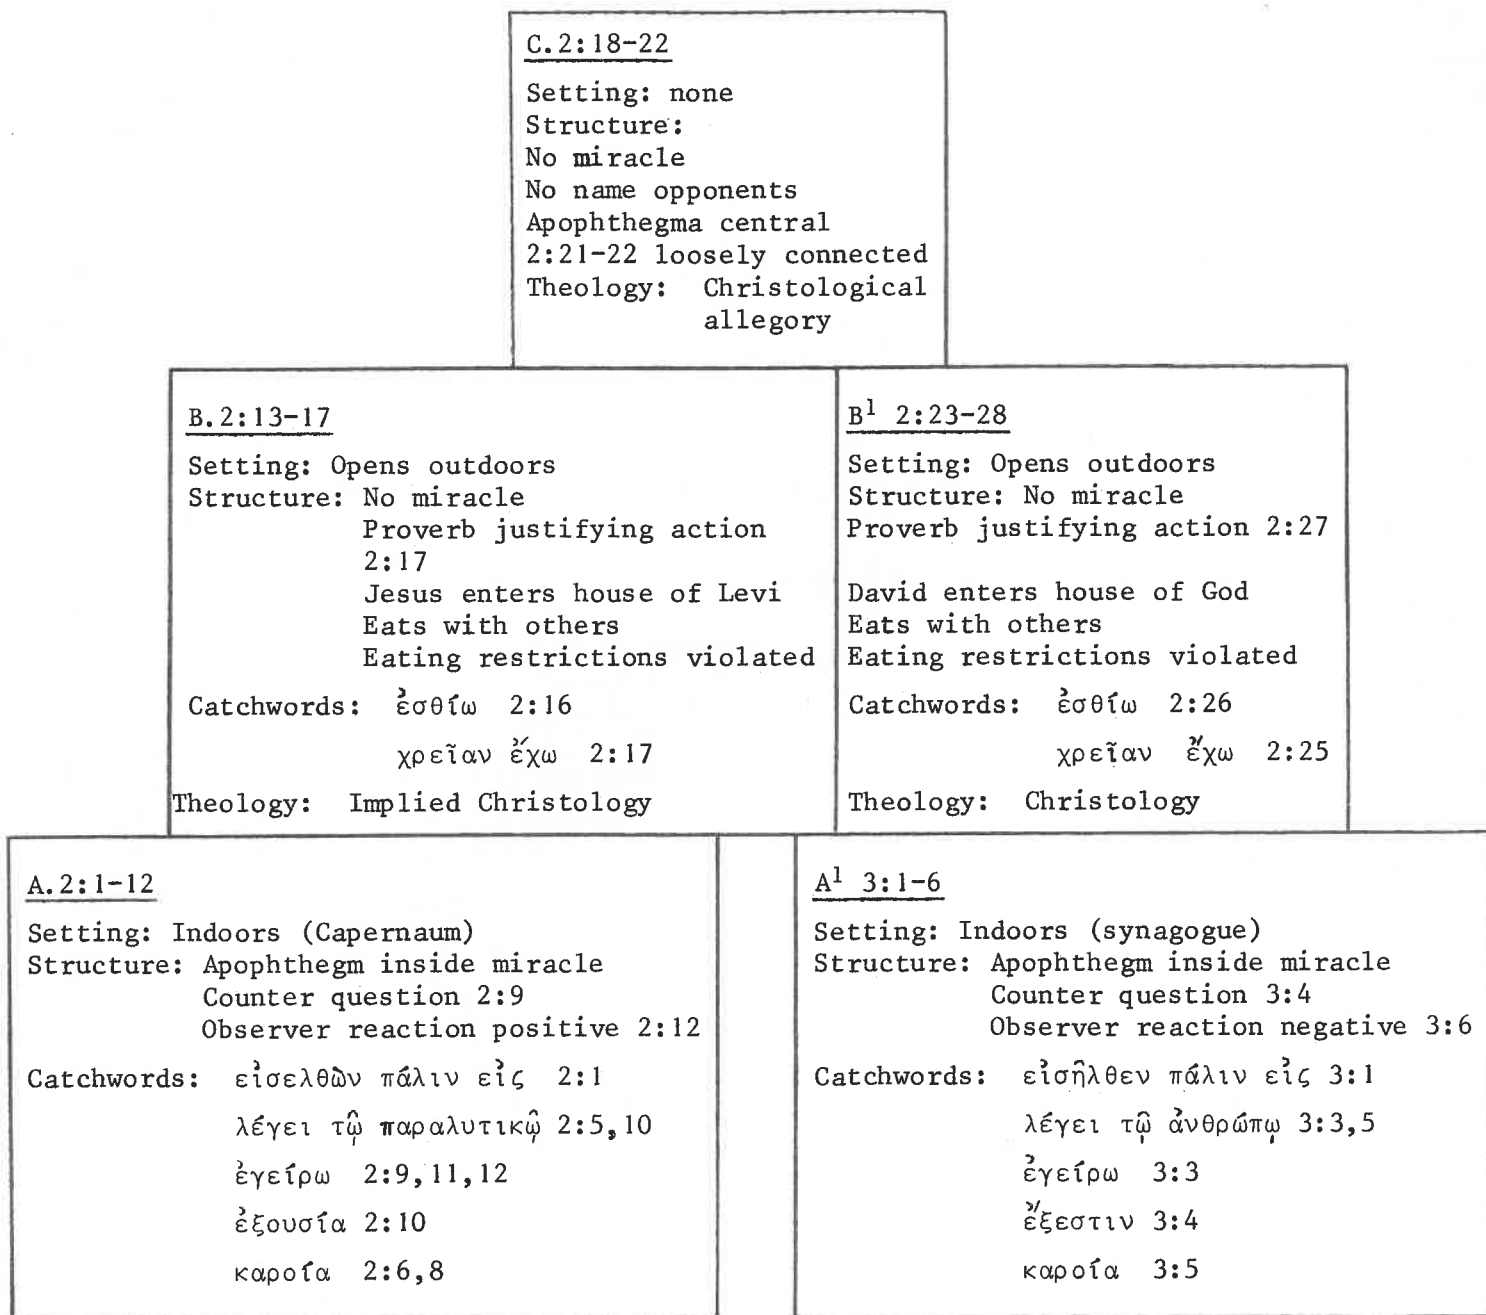 C.2:18-22
Setting: none
Structure:
No miracle
No name opponents
Apophthegma central
2:21-22 loosely connected
Theology: Christological
allegory
B.2:13-17
Setting: Opens outdoors
Structure: No miracle
Proverb justifying action
2:17
Jesus enters house of Levi
Eats with others
Eating restrictions violated
Catchwords: ἐσθίω 2:16
χρεῖαν ἔχω 2:17
Theology: Implied Christology
B¹ 2:23-28
Setting: Opens outdoors
Structure: No miracle
Proverb justifying action 2:27
David enters house of God
Eats with others
Eating restrictions violated
Catchwords: ἐσθίω 2:26
χρεῖαν ἔχω 2:25
Theology: Christology
A.2:1-12
Setting: Indoors (Capernaum)
Structure: Apophthegm inside miracle
Counter question 2:9
Observer reaction positive 2:12
Catchwords: εἰσελθὼν πάλιν εἰς 2:1
λέγει τῷ παραλυτικῷ 2:5,10
ἐγείρω 2:9,11,12
ἐξουσία 2:10
καροία 2:6,8
A¹ 3:1-6
Setting: Indoors (synagogue)
Structure: Apophthegm inside miracle
Counter question 3:4
Observer reaction negative 3:6
Catchwords: εἰσῆλθεν πάλιν εἰς 3:1
λέγει τῷ ἀνθρώπῳ 3:3,5
ἐγείρω 3:3
ἔξεστιν 3:4
καροία 3:5